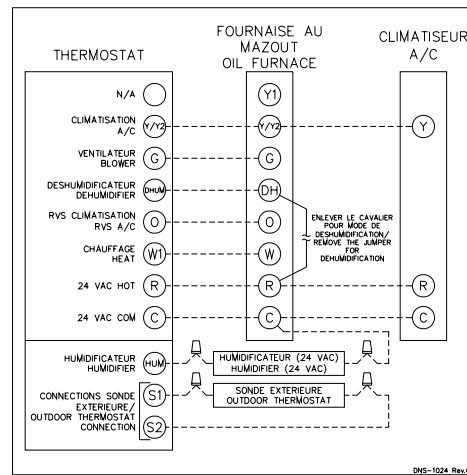 THERMOSTAT
FOURNAISE AU
MAZOUT
OIL FURNACE
CLIMATISEUR
A/C
N/A
Y1
CLIMATISATION
A/C
Y/Y2
Y/Y2
Y
VENTILATEUR
BLOWER
G
G
DESHUMIDIFICATEUR
DEHUMIDIFIER
DHUM
DH
RVS CLIMATISATION
RVS A/C
O
O
ENLEVER LE CAVALIER
POUR MODE DE
DESHUMIDIFICATION/
REMOVE THE JUMPER
FOR
DEHUMIDIFICATION
CHAUFFAGE
HEAT
W1
W
24 VAC HOT
R
R
R
24 VAC COM
C
C
C
HUMIDIFICATEUR
HUMIDIFIER
HUM
HUMIDIFICATEUR (24 VAC)
HUMIDIFIER (24 VAC)
CONNECTIONS SONDE
EXTERIEURE/
OUTDOOR THERMOSTAT
CONNECTION
S1
S2
SONDE EXTERIEURE
OUTDOOR THERMOSTAT
DNS-1024 Rev.